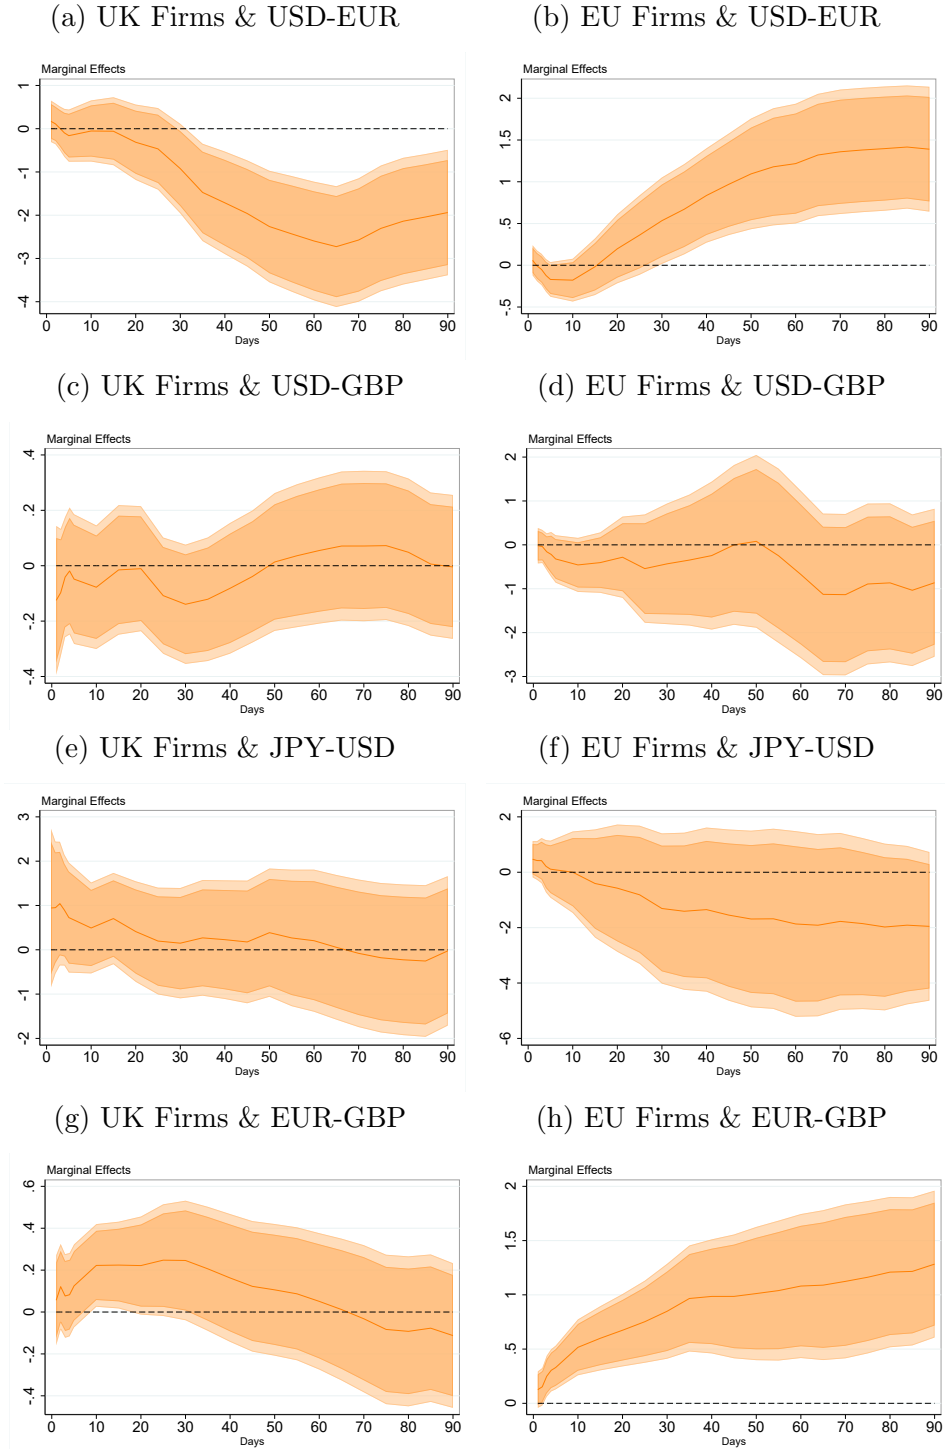 (a) UK Firms & USD-EUR
(b) EU Firms & USD-EUR
Marginal Effects
1
0
-1
-2
-3
-4
0 10 20 30 40 50 60 70 80 90
Days
Marginal Effects
2
1.5
1
.5
0
-.5
0 10 20 30 40 50 60 70 80 90
Days
(c) UK Firms & USD-GBP
(d) EU Firms & USD-GBP
Marginal Effects
.4
.2
0
-.2
-.4
0 10 20 30 40 50 60 70 80 90
Days
Marginal Effects
2
1
0
-1
-2
-3
0 10 20 30 40 50 60 70 80 90
Days
(e) UK Firms & JPY-USD
(f) EU Firms & JPY-USD
Marginal Effects
3
2
1
0
-1
-2
0 10 20 30 40 50 60 70 80 90
Days
Marginal Effects
2
0
-2
-4
-6
0 10 20 30 40 50 60 70 80 90
Days
(g) UK Firms & EUR-GBP
(h) EU Firms & EUR-GBP
Marginal Effects
.6
.4
.2
0
-.2
-.4
0 10 20 30 40 50 60 70 80 90
Days
Marginal Effects
2
1.5
1
.5
0
0 10 20 30 40 50 60 70 80 90
Days